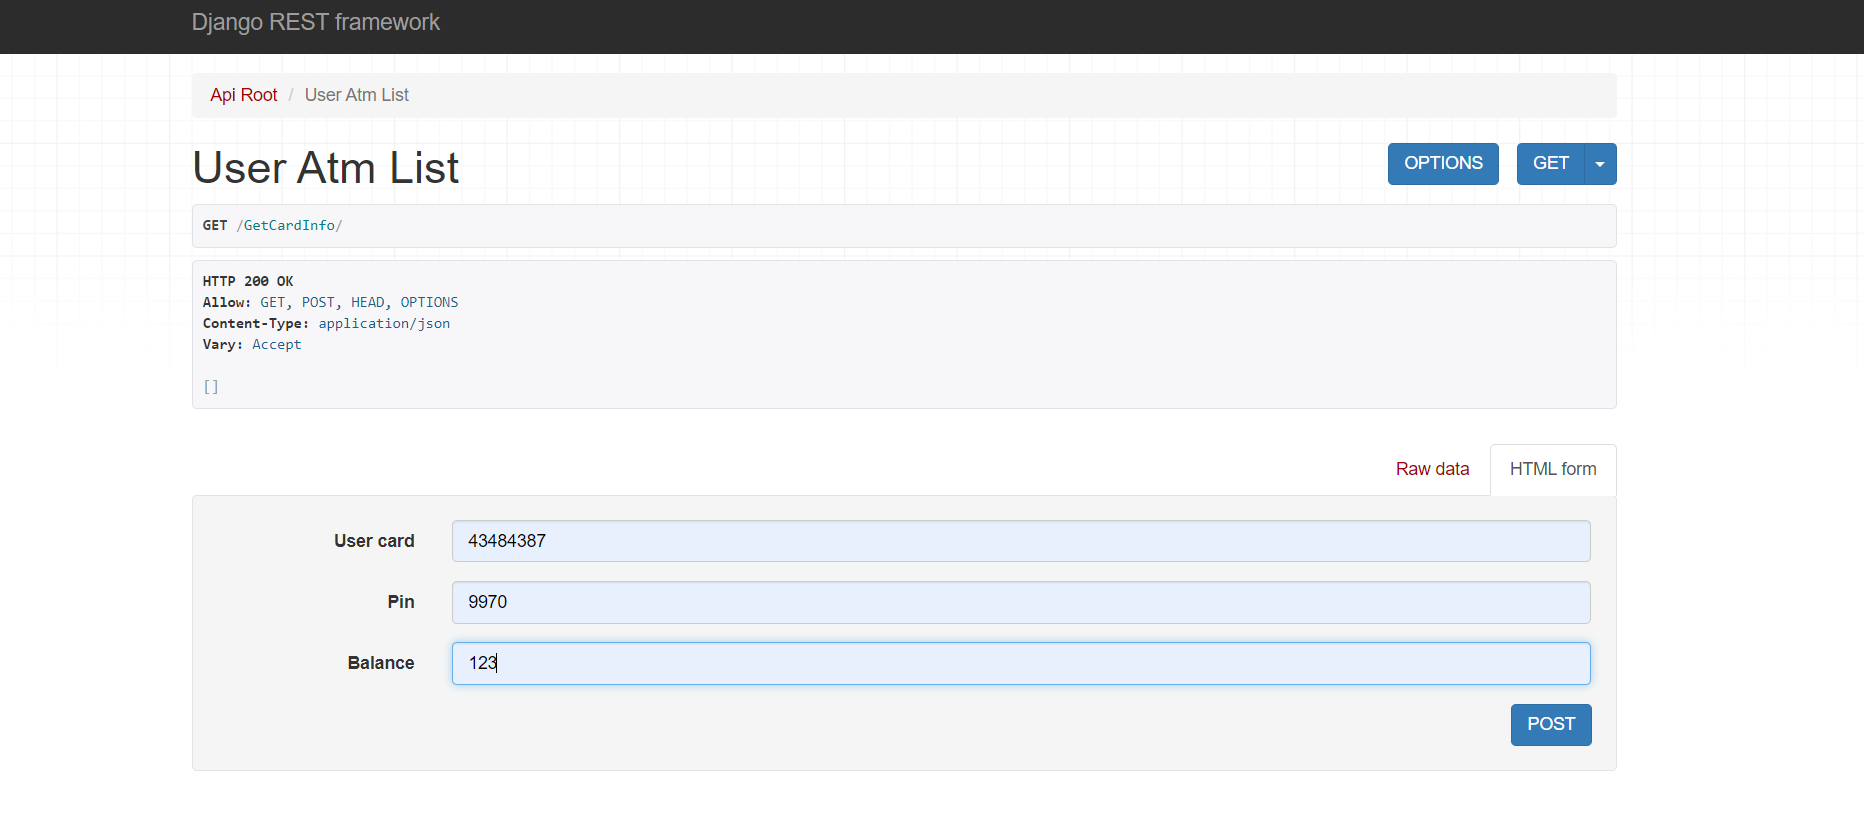 Django REST framework
Api Root / User Atm List
User Atm List
OPTIONS
GET
GET /GetCardInfo/
HTTP 200 OK
Allow: GET, POST, HEAD, OPTIONS
Content-Type: application/json
Vary: Accept
[]
Raw data
HTML form
User card 43484387
Pin 9970
Balance 123
POST